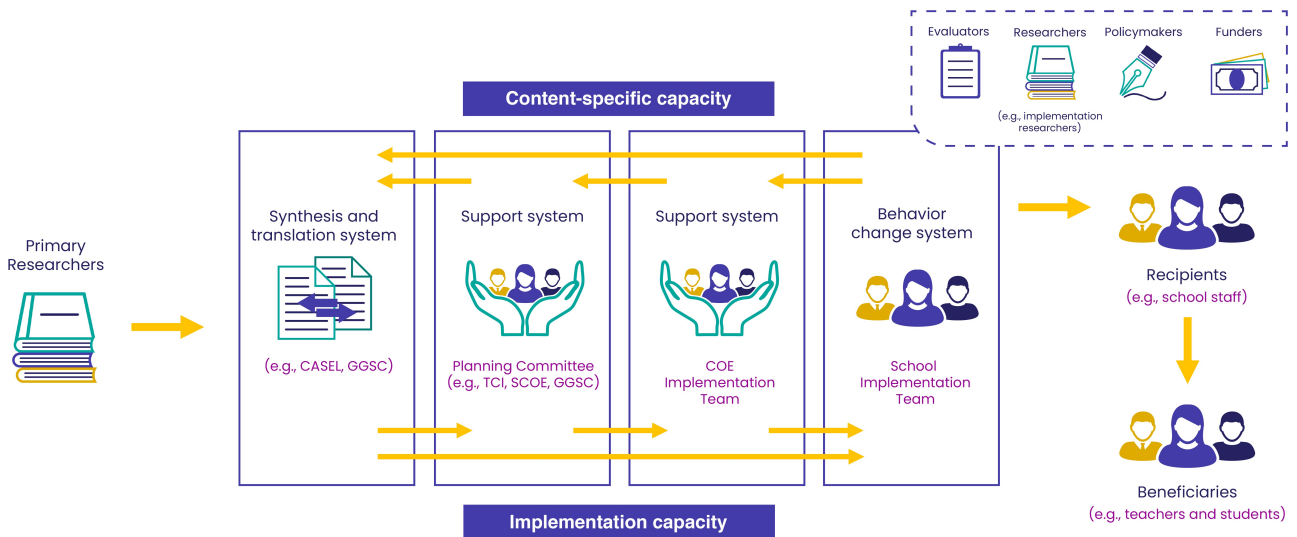 Evaluators
Researchers
Policymakers
Funders
(e.g., implementation
researchers)
Content-specific capacity
Primary
Researchers
Synthesis and
translation system
(e.g., CASEL, GGSC)
Support system
Planning Committee
(e.g., TCI, SCOE, GGSC)
Support system
COE
Implementation
Team
Behavior
change system
School
Implementation
Team
Recipients
(e.g., school staff)
Beneficiaries
(e.g., teachers and students)
Implementation capacity